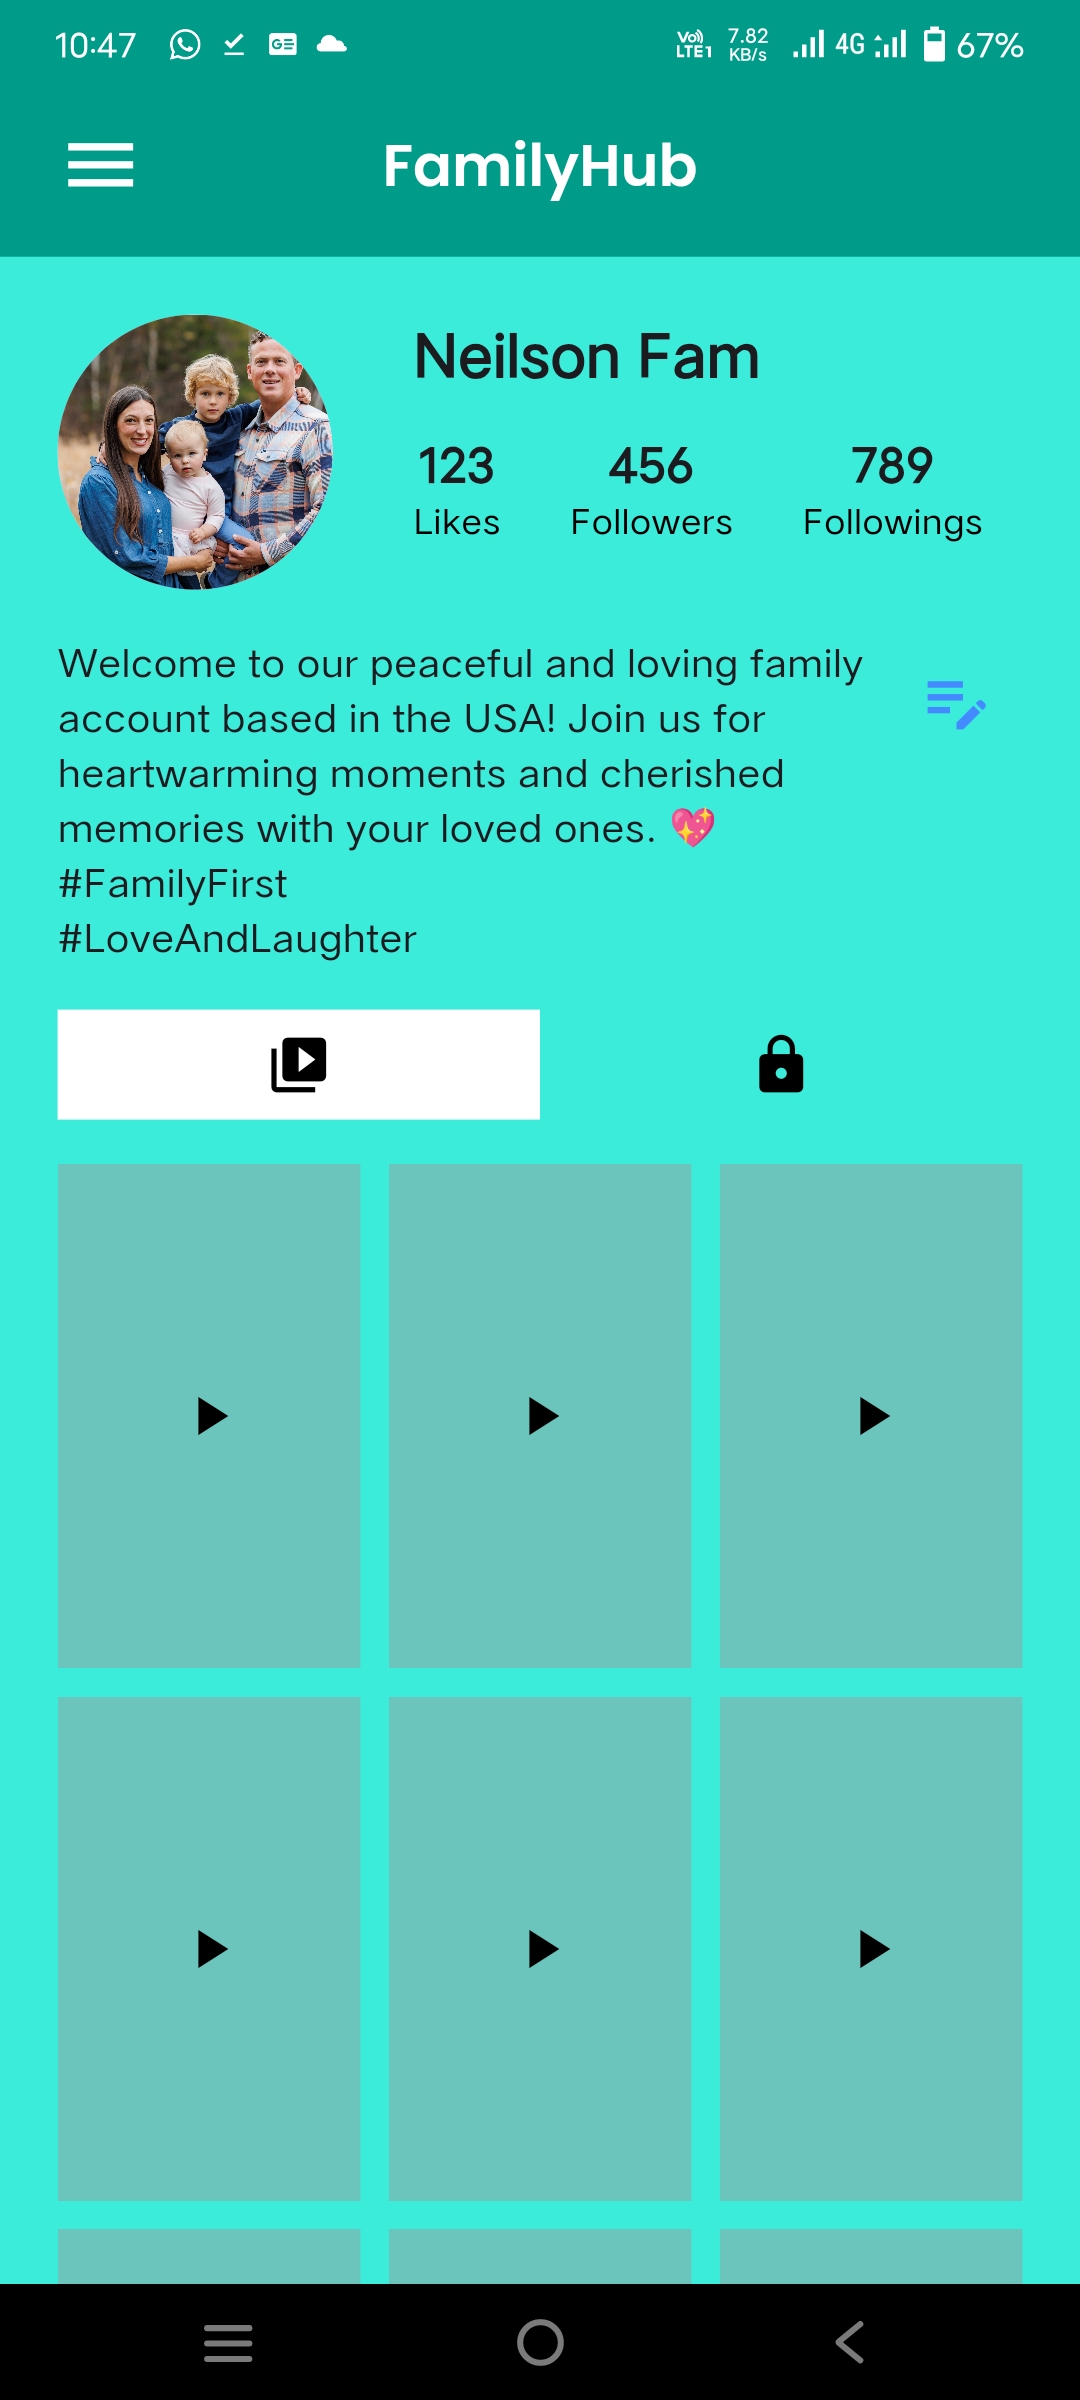 10:47 VoLTE1 7.82 KB/s 4G 67%
FamilyHub
Neilson Fam
123 456 789
Likes Followers Followings
Welcome to our peaceful and loving family
account based in the USA! Join us for
heartwarming moments and cherished
memories with your loved ones. 💖
#FamilyFirst
#LoveAndLaughter